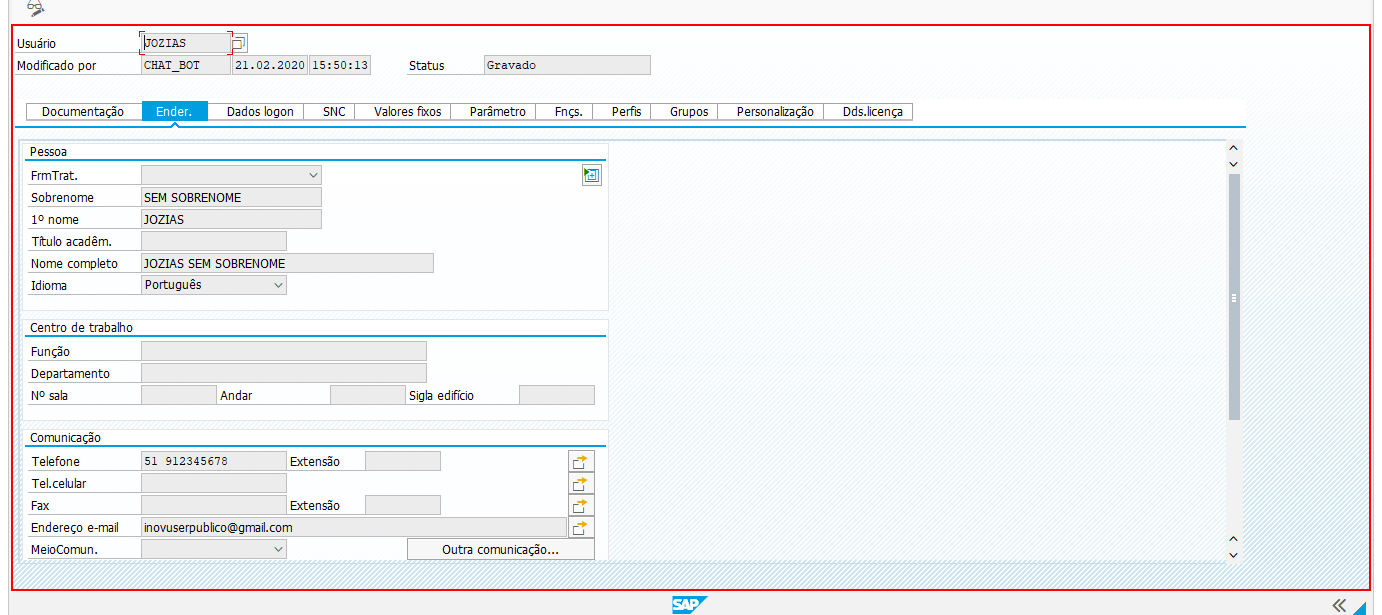 Usuário JOZIAS
Modificado por CHAT_BOT 21.02.2020 15:50:13 Status Gravado
Documentação Ender. Dados logon SNC Valores fixos Parâmetro Fnçs. Perfis Grupos Personalização Dds.licença
Pessoa
FrmTrat.
Sobrenome SEM SOBRENOME
1º nome JOZIAS
Título acadêm.
Nome completo JOZIAS SEM SOBRENOME
Idioma Português
Centro de trabalho
Função
Departamento
Nº sala Andar Sigla edifício
Comunicação
Telefone 51 912345678 Extensão
Tel.celular
Fax Extensão
Endereço e-mail inovuserpublico@gmail.com
MeioComun. Outra comunicação...
SAP